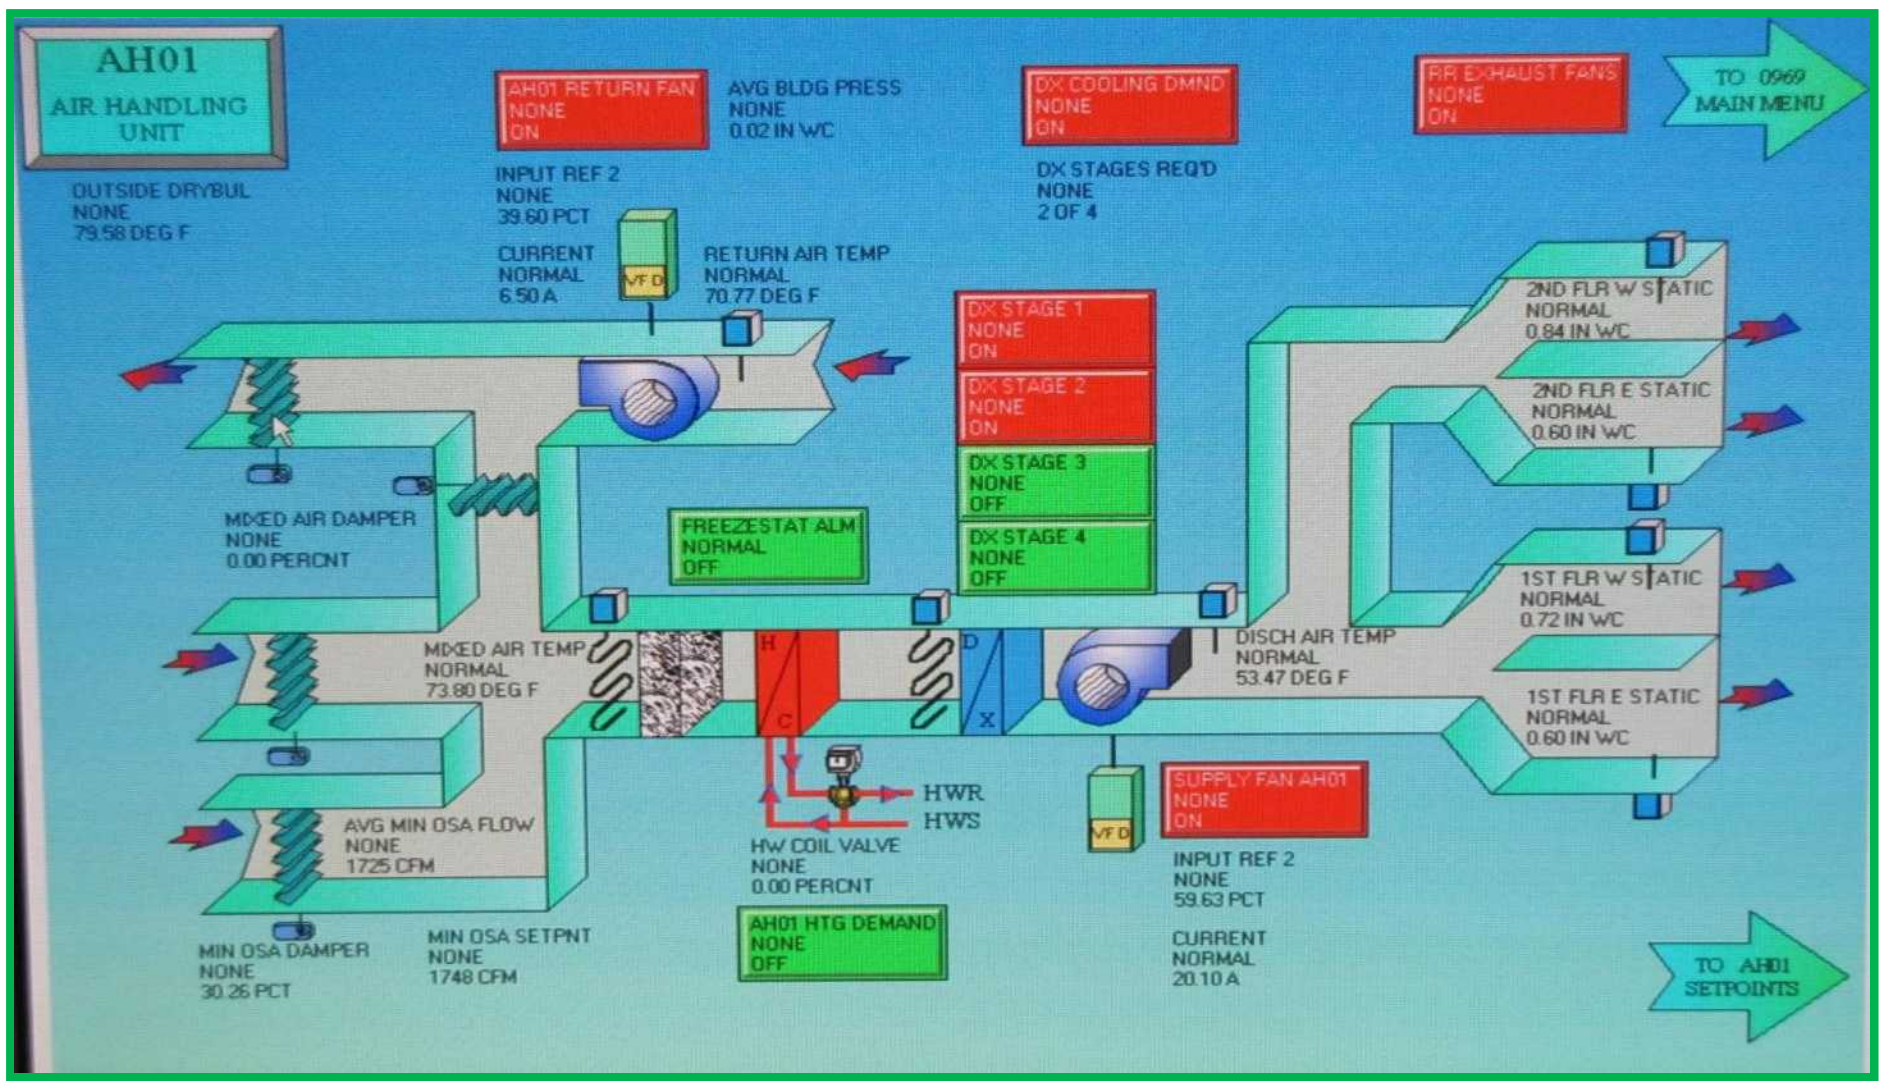 AH01
AIR HANDLING
UNIT
OUTSIDE DRYBUL
NONE
79.58 DEG F
AH01 RETURN FAN
NONE
ON
AVG BLDG PRESS
NONE
0.02 IN WC
DX COOLING DMND
NONE
ON
RR EXHAUST FANS
NONE
ON
TO 0969
MAIN MENU
INPUT REF 2
NONE
39.60 PCT
CURRENT
NORMAL
6.50 A
VFD
RETURN AIR TEMP
NORMAL
70.77 DEG F
DX STAGES REQ'D
NONE
2 OF 4
DX STAGE 1
NONE
ON
DX STAGE 2
NONE
ON
DX STAGE 3
NONE
OFF
DX STAGE 4
NONE
OFF
2ND FLR W STATIC
NORMAL
0.84 IN WC
2ND FLR E STATIC
NORMAL
0.60 IN WC
MIXED AIR DAMPER
NONE
0.00 PERCNT
FREEZESTAT ALM
NORMAL
OFF
1ST FLR W STATIC
NORMAL
0.72 IN WC
MIXED AIR TEMP
NORMAL
73.80 DEG F
H
C
D
X
DISCH AIR TEMP
NORMAL
53.47 DEG F
1ST FLR E STATIC
NORMAL
0.60 IN WC
HWR
HWS
AVG MIN OSA FLOW
NONE
1725 CFM
HW COIL VALVE
NONE
0.00 PERCNT
VFD
SUPPLY FAN AH01
NONE
ON
INPUT REF 2
NONE
59.63 PCT
CURRENT
NORMAL
20.10 A
MIN OSA DAMPER
NONE
30.26 PCT
MIN OSA SETPNT
NONE
1748 CFM
AH01 HTG DEMAND
NONE
OFF
TO AH01
SETPOINTS